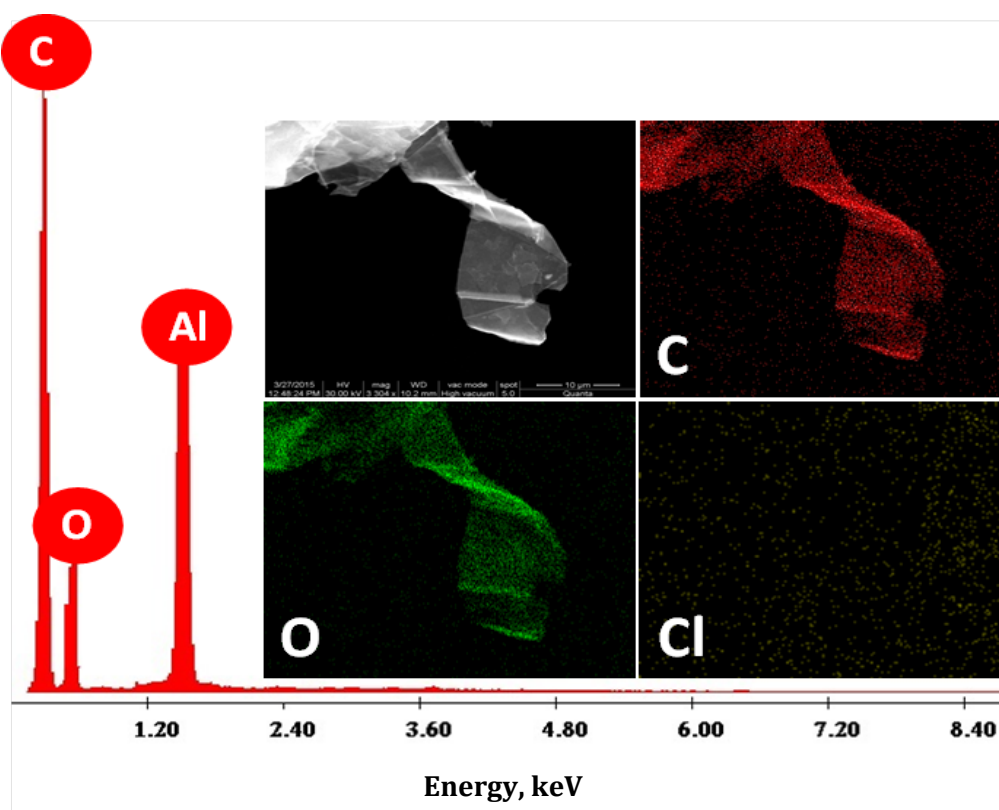 C
Al
O
C
3/27/2015 HV mag WD vac mode spot 10 µm
12:48:24 PM 30.00 kV 3 304 x 10.2 mm High vacuum 5.0 Quanta
O
Cl
1.20 2.40 3.60 4.80 6.00 7.20 8.40
Energy, keV